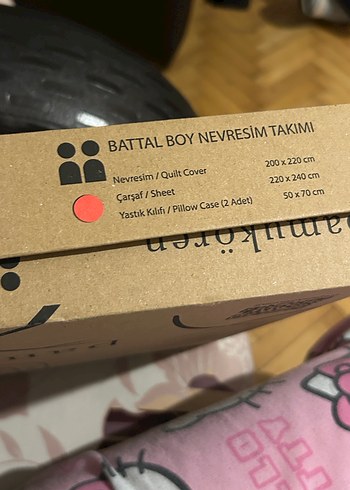 BATTAL BOY NEVRESİM TAKIMI
Nevresim / Quilt Cover 200 x 220 cm
Çarşaf / Sheet 220 x 240 cm
Yastık Kılıfı / Pillow Case (2 Adet) 50 x 70 cm
pamukören